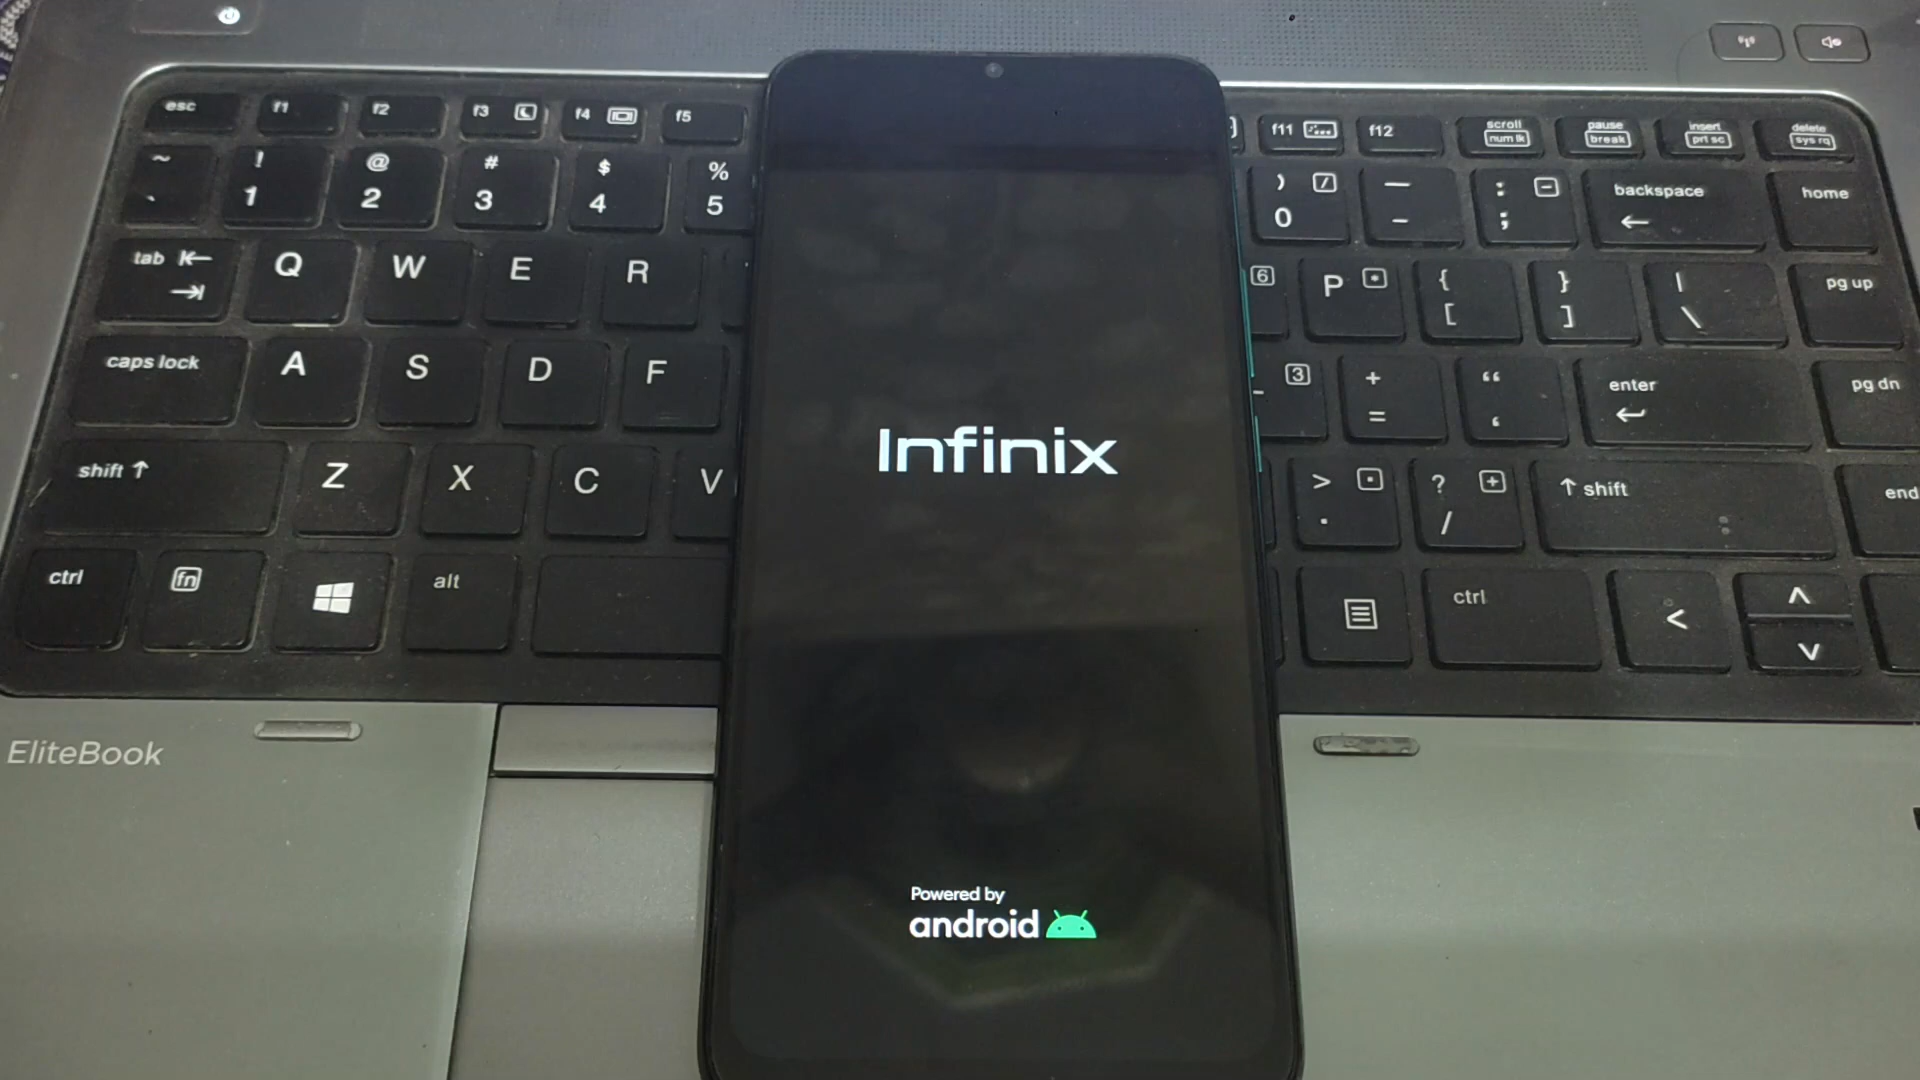 esc f1 f2 f3 f4 f5 f11 f12 scroll num lk pause break insert prt sc delete sys rq
~ ! @ # $ % ) / — : -
` 1 2 3 4 5 0 - ; backspace home
tab Q W E R 6 P * { [ } ] | \ pg up
caps lock A S D F - 3 + = “ ‘ enter pg dn
shift Z X C V > . . ? / + shift end
ctrl fn alt ctrl < ^ v
EliteBook
Infinix
Powered by
android